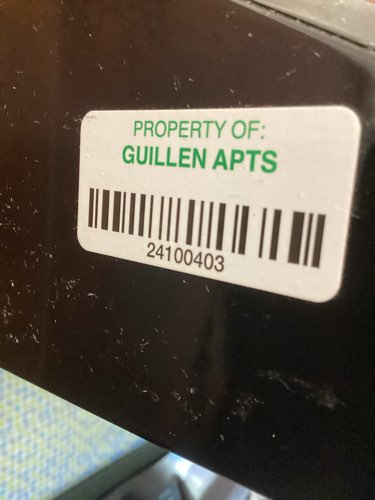 PROPERTY OF:
GUILLEN APTS
24100403